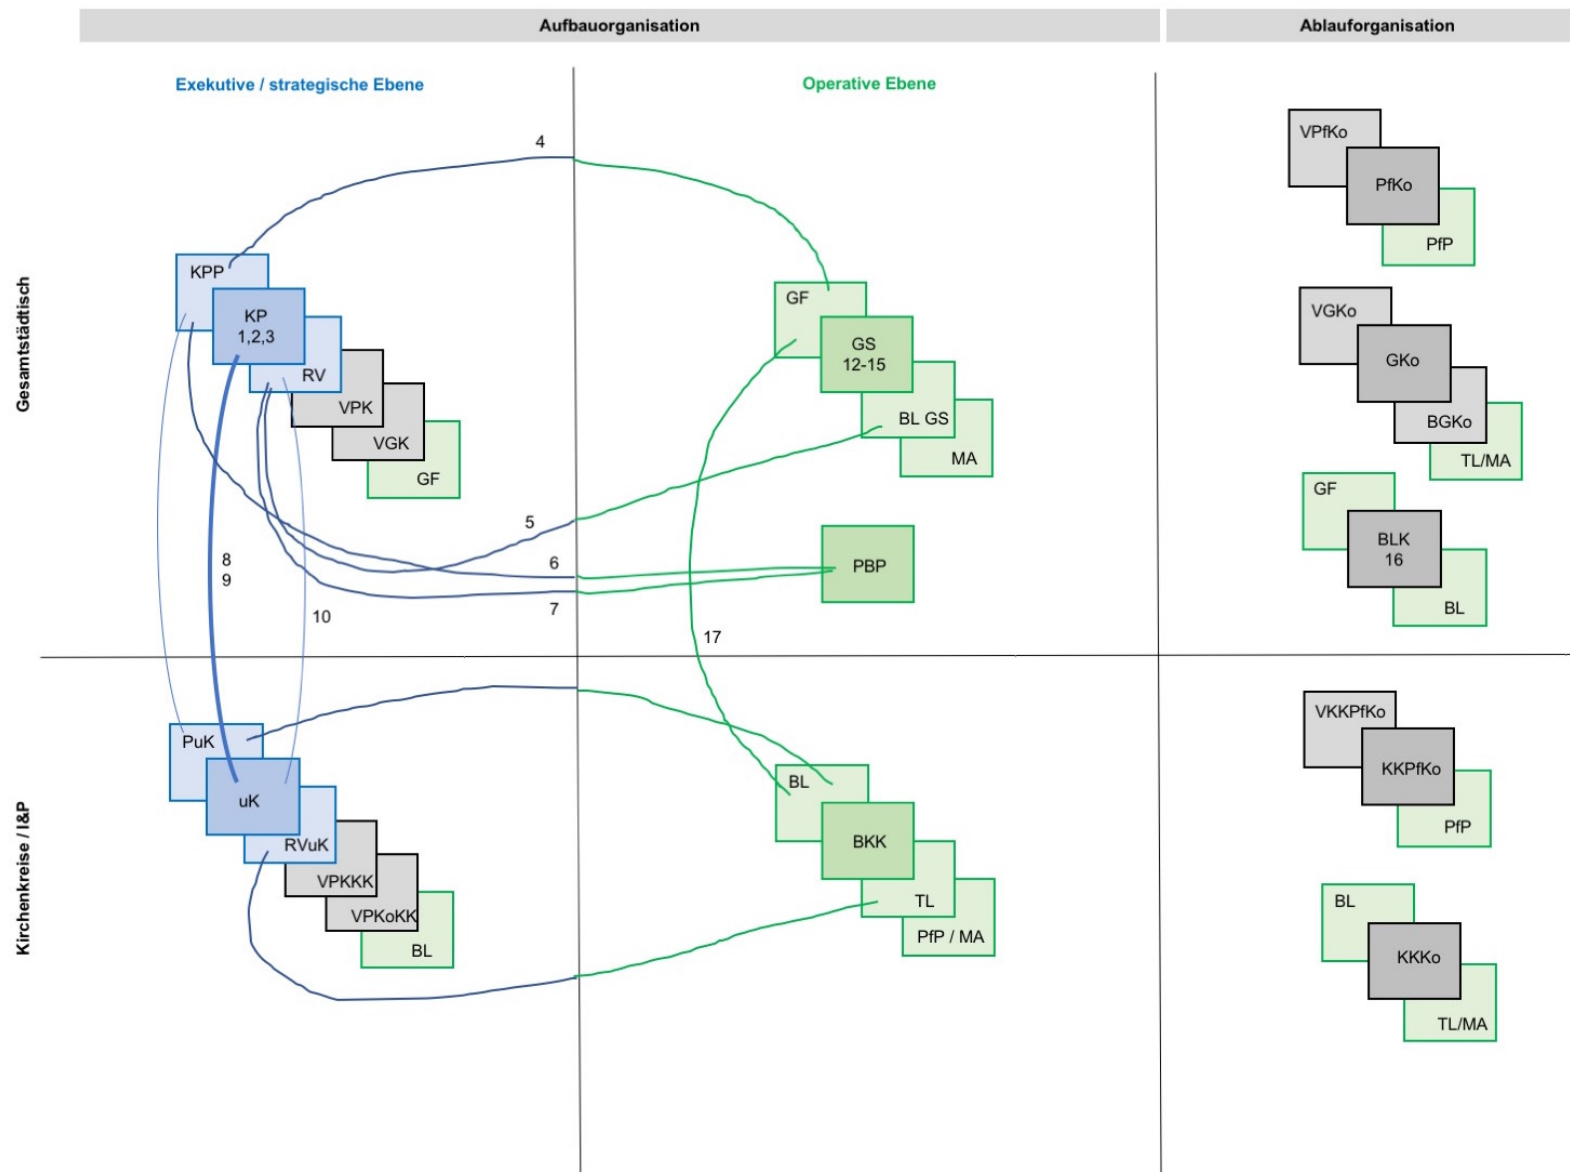 Aufbauorganisation
Ablauforganisation
Exekutive / strategische Ebene
Operative Ebene
Gesamtstädtisch
4
KPP
KP
1,2,3
RV
VPK
VGK
GF
GF
GS
12-15
BL GS
MA
5
6
7
PBP
8
9
10
17
VPfKo
PfKo
PfP
VGKo
GKo
BGKo
TL/MA
GF
BLK
16
BL
Kirchenkreise / I&P
PuK
uK
RVuK
VPKKK
VPKoKK
BL
BL
BKK
TL
PfP / MA
VKKPfKo
KKPfKo
PfP
BL
KKKo
TL/MA